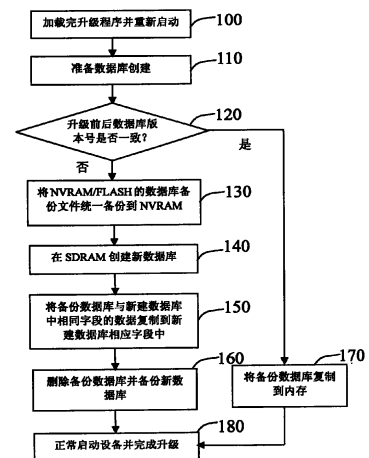 加载完升级程序并重新启动
100
准备数据库创建
110
升级前后数据库版
本号是否一致？
120
否
是
将NVRAM/FLASH的数据库备
份文件统一备份到NVRAM
130
在SDRAM创建新数据库
140
将备份数据库与新建数据库
中相同字段的数据复制到新
建数据库相应字段中
150
删除备份数据库并备份新数
据库
160
将备份数据库复制
到内存
170
正常启动设备并完成升级
180